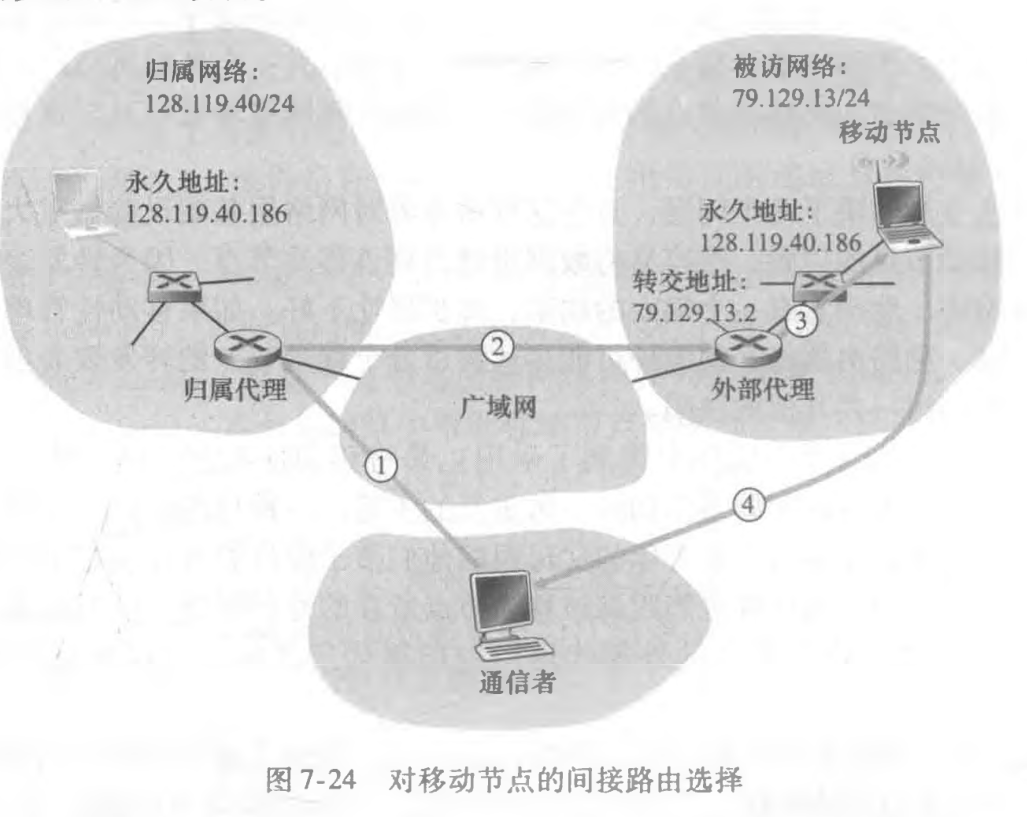 归属网络：
128.119.40/24
被访网络：
79.129.13/24
移动节点
永久地址：
128.119.40.186
永久地址：
128.119.40.186
转交地址：
79.129.13.2
③
②
归属代理
外部代理
广域网
①
④
通信者
图 7-24 对移动节点的间接路由选择